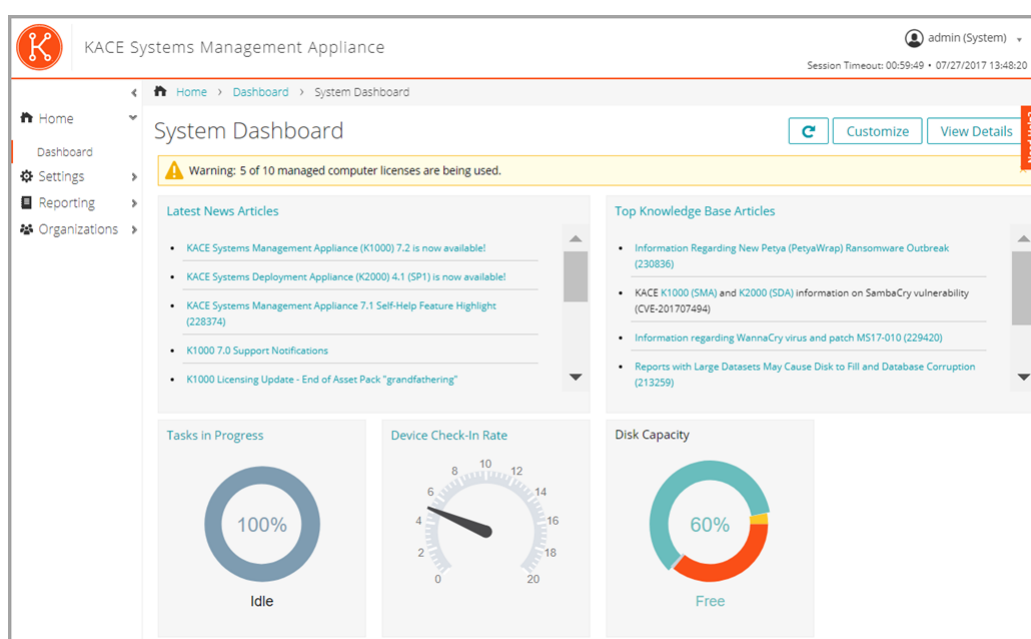 KACE Systems Management Appliance
admin (System)
Session Timeout: 00:59:49 • 07/27/2017 13:48:20
Home > Dashboard > System Dashboard
Home
Dashboard
Settings
Reporting
Organizations
System Dashboard
Customize
View Details
Warning: 5 of 10 managed computer licenses are being used.
Latest News Articles
• KACE Systems Management Appliance (K1000) 7.2 is now available!
• KACE Systems Deployment Appliance (K2000) 4.1 (SP1) is now available!
• KACE Systems Management Appliance 7.1 Self-Help Feature Highlight
(228374)
• K1000 7.0 Support Notifications
• K1000 Licensing Update - End of Asset Pack "grandfathering"
Top Knowledge Base Articles
• Information Regarding New Petya (PetyaWrap) Ransomware Outbreak
(230836)
• KACE K1000 (SMA) and K2000 (SDA) information on SambaCry vulnerability
(CVE-201707494)
• Information regarding WannaCry virus and patch MS17-010 (229420)
• Reports with Large Datasets May Cause Disk to Fill and Database Corruption
(213259)
Tasks in Progress
100%
Idle
Device Check-In Rate
0
2
4
6
8
10
12
14
16
18
20
Disk Capacity
60%
Free